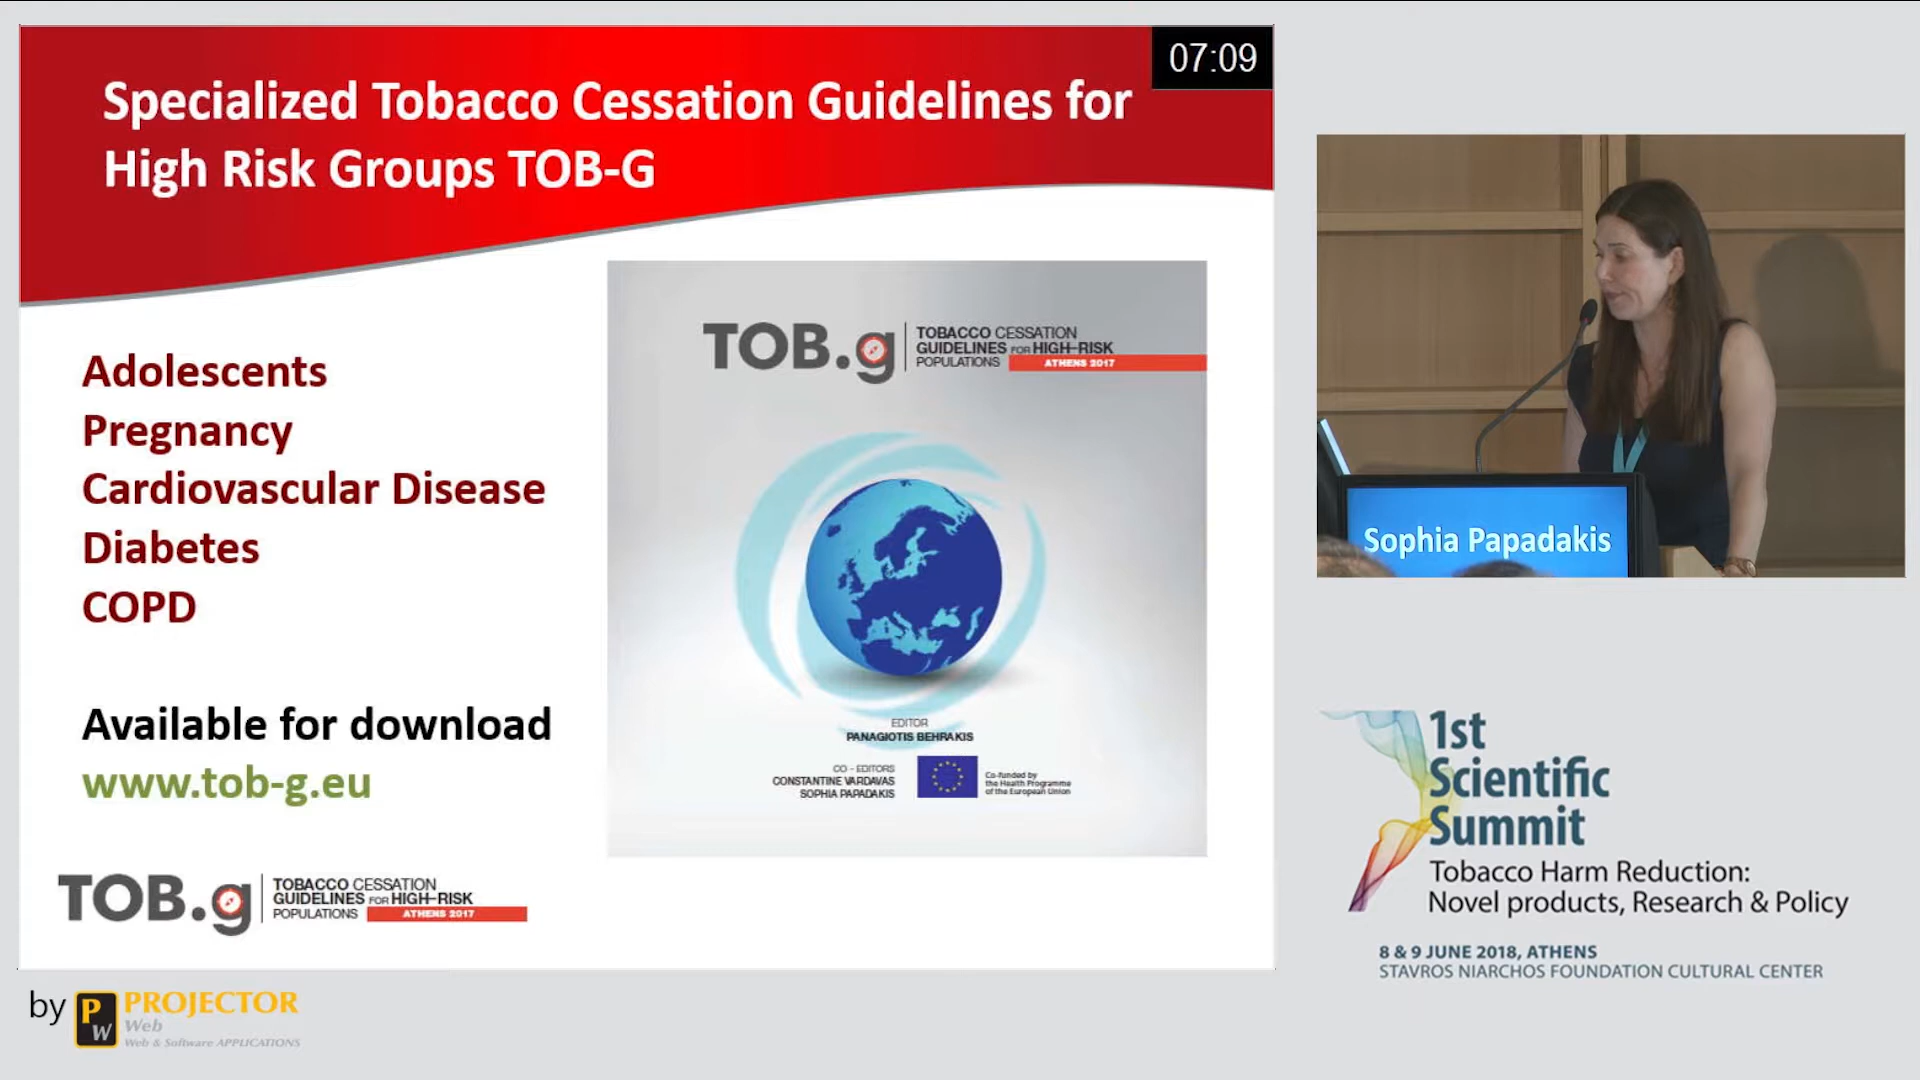 07:09
Specialized Tobacco Cessation Guidelines for
High Risk Groups TOB-G
TOB.g
TOBACCO CESSATION
GUIDELINES FOR HIGH-RISK
POPULATIONS ATHENS 2017
Adolescents
Pregnancy
Cardiovascular Disease
Diabetes
COPD
Available for download
www.tob-g.eu
EDITOR
PANAGIOTIS BEHRAKIS
CO - EDITORS
CONSTANTINE VARDAVAS
SOPHIA PAPADAKIS
Co-funded by
the Health Programme
of the European Union
TOB.g
TOBACCO CESSATION
GUIDELINES FOR HIGH-RISK
POPULATIONS ATHENS 2017
Sophia Papadakis
1st
Scientific
Summit
Tobacco Harm Reduction:
Novel products, Research & Policy
8 & 9 JUNE 2018, ATHENS
STAVROS NIARCHOS FOUNDATION CULTURAL CENTER
by PW PROJECTOR
Web
Web & Software APPLICATIONS